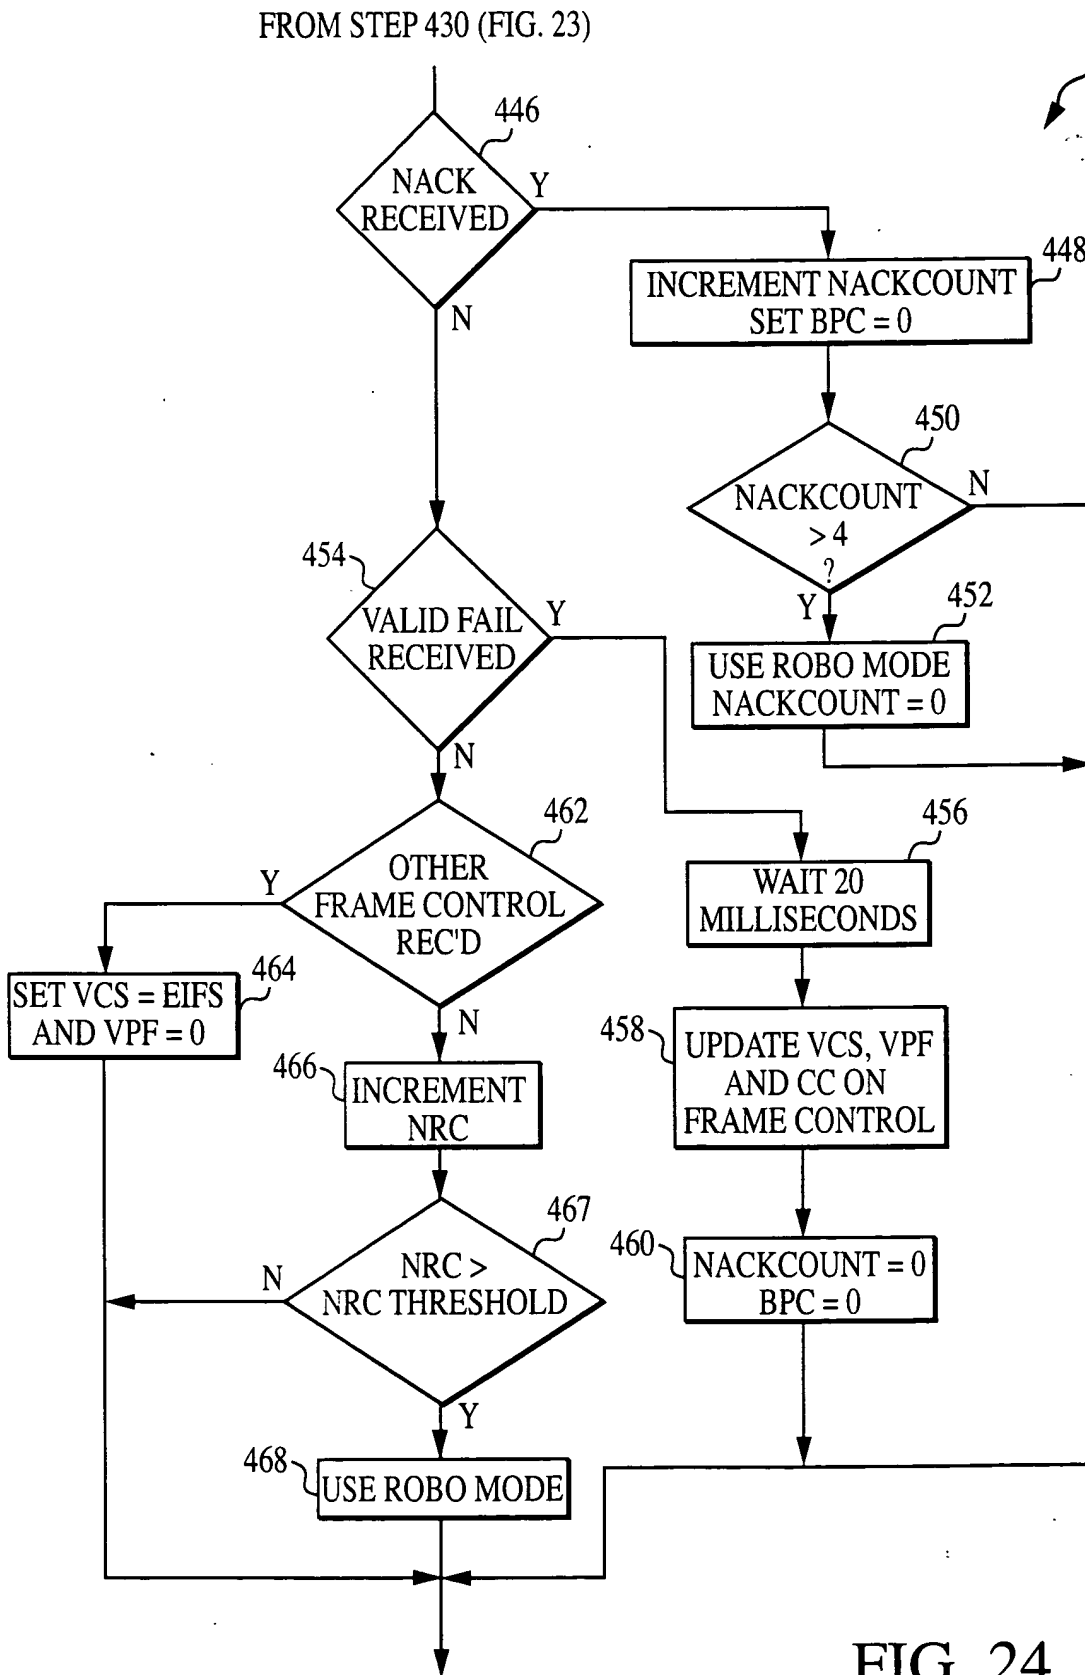 FROM STEP 430 (FIG. 23)
446
NACK
RECEIVED
Y
N
448
INCREMENT NACKCOUNT
SET BPC = 0
450
NACKCOUNT
> 4
?
N
Y
452
USE ROBO MODE
NACKCOUNT = 0
454
VALID FAIL
RECEIVED
Y
N
456
WAIT 20
MILLISECONDS
462
OTHER
FRAME CONTROL
REC'D
Y
N
464
SET VCS = EIFS
AND VPF = 0
458
UPDATE VCS, VPF
AND CC ON
FRAME CONTROL
466
INCREMENT
NRC
467
NRC >
NRC THRESHOLD
N
Y
460
NACKCOUNT = 0
BPC = 0
468
USE ROBO MODE
FIG. 24